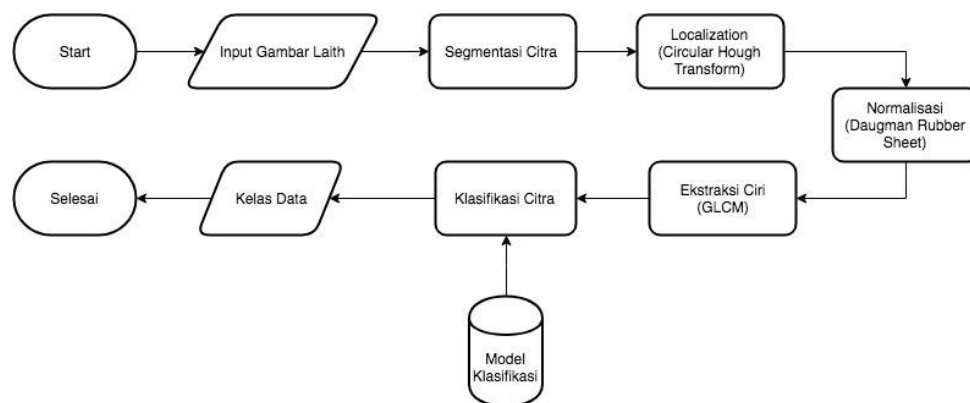 Start
Input Gambar Laith
Segmentasi Citra
Localization
(Circular Hough
Transform)
Normalisasi
(Daugman Rubber
Sheet)
Ekstraksi Ciri
(GLCM)
Klasifikasi Citra
Kelas Data
Selesai
Model
Klasifikasi